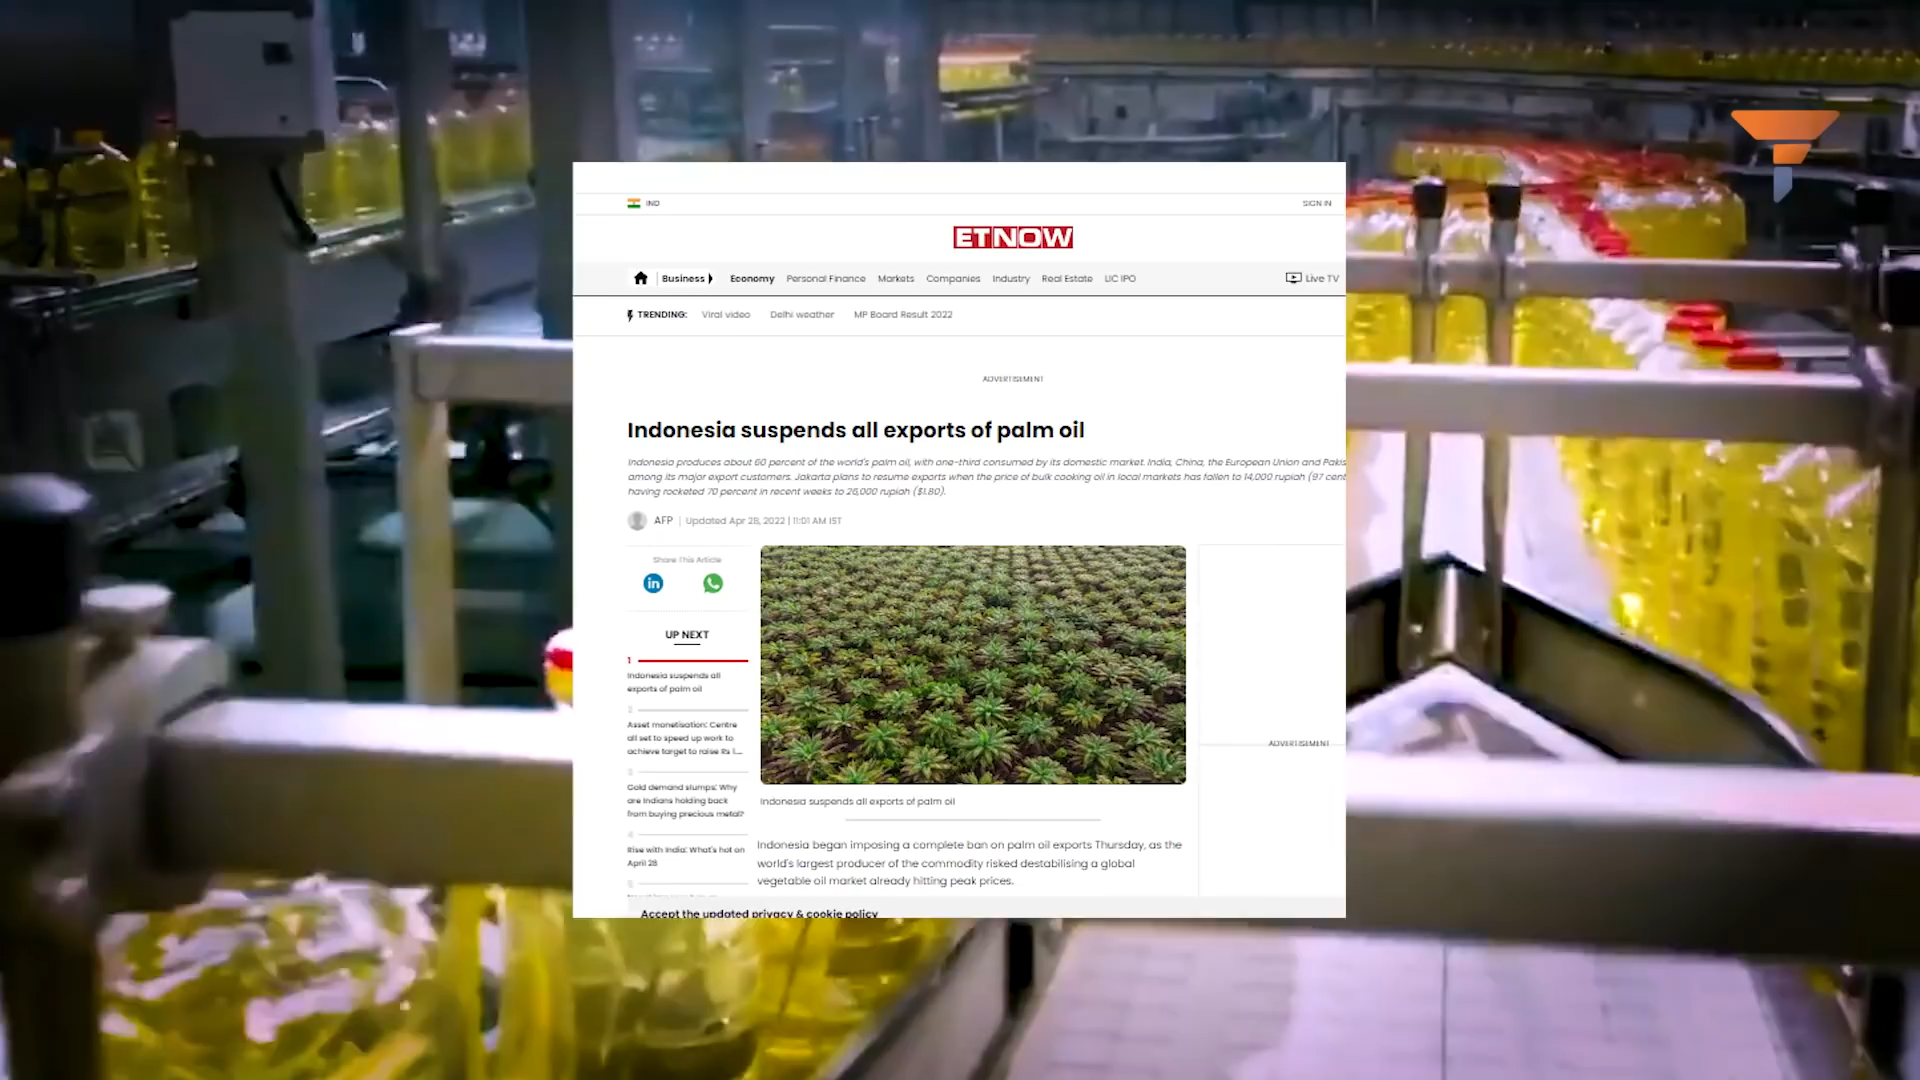 IND
SIGN IN
ETNOW
Business
Economy
Personal Finance
Markets
Companies
Industry
Real Estate
LIC IPO
Live TV
TRENDING:
Viral video
Delhi weather
MP Board Result 2022
ADVERTISEMENT
Indonesia suspends all exports of palm oil
Indonesia produces about 60 percent of the world's palm oil, with one-third consumed by its domestic market. India, China, the European Union and Pakis
among its major export customers. Jakarta plans to resume exports when the price of bulk cooking oil in local markets has fallen to 14,000 rupiah (97 cent
having rocketed 70 percent in recent weeks to 26,000 rupiah ($1.80).
AFP | Updated Apr 28, 2022 | 11:01 AM IST
Share This Article
in
UP NEXT
1
Indonesia suspends all
exports of palm oil
2
Asset monetisation: Centre
all set to speed up work to
achieve target to raise Rs 1,...
3
Gold demand slumps: Why
are Indians holding back
from buying precious metal?
4
Rise with India: What's hot on
April 28
5
ADVERTISEMENT
Indonesia suspends all exports of palm oil
Indonesia began imposing a complete ban on palm oil exports Thursday, as the
world's largest producer of the commodity risked destabilising a global
vegetable oil market already hitting peak prices.
Accept the updated privacy & cookie policy